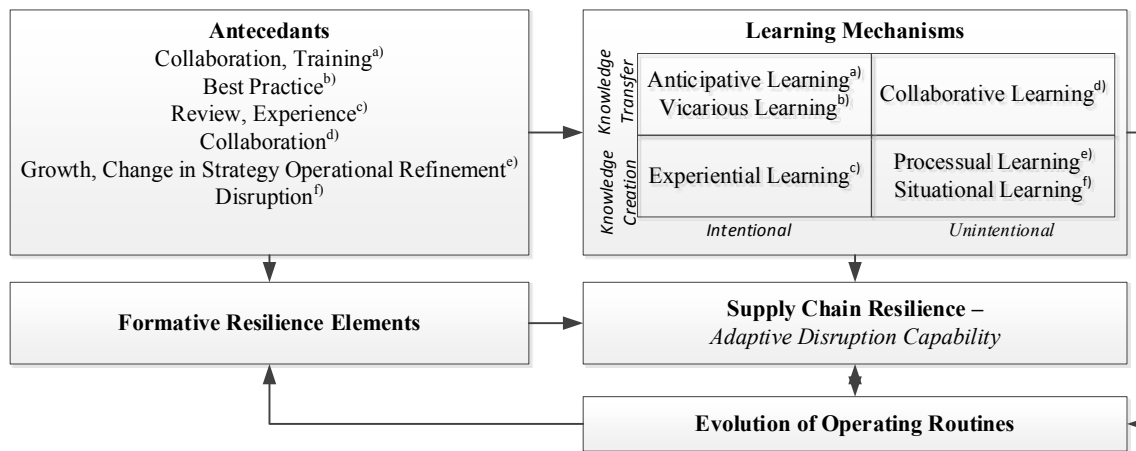 Antecedants
Collaboration, Training a)
Best Practice b)
Review, Experience c)
Collaboration d)
Growth, Change in Strategy Operational Refinement e)
Disruption f)
Learning Mechanisms
Knowledge
Transfer
Anticipative Learning a)
Vicarious Learning b)
Collaborative Learning d)
Knowledge
Creation
Experiential Learning c)
Processual Learning e)
Situational Learning f)
Intentional
Unintentional
Formative Resilience Elements
Supply Chain Resilience –
Adaptive Disruption Capability
Evolution of Operating Routines